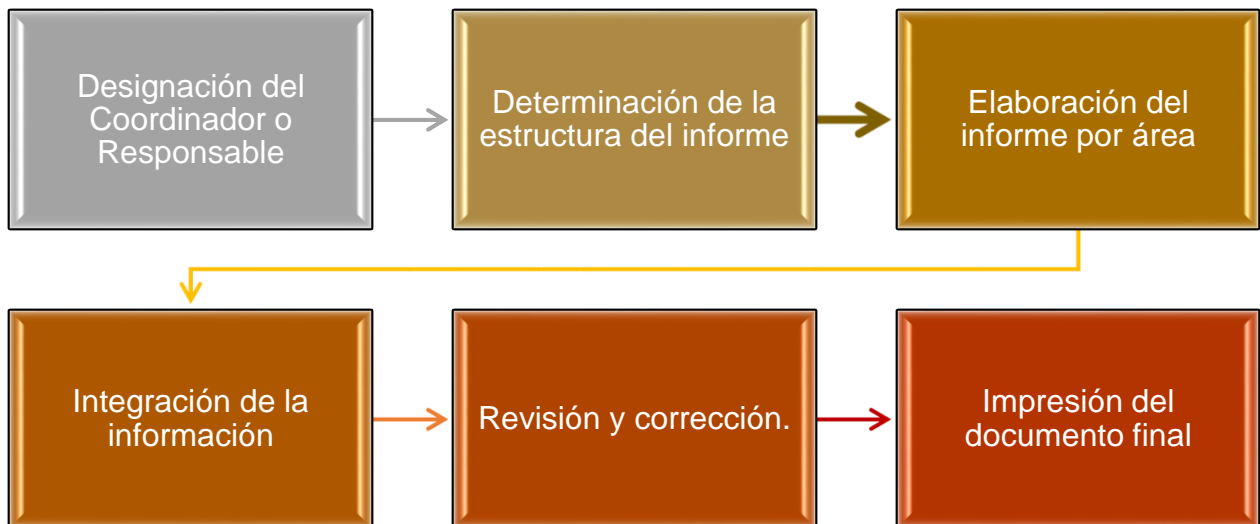 Designación del
Coordinador o
Responsable
Determinación de la
estructura del informe
Elaboración del
informe por área
Integración de la
información
Revisión y corrección.
Impresión del
documento final